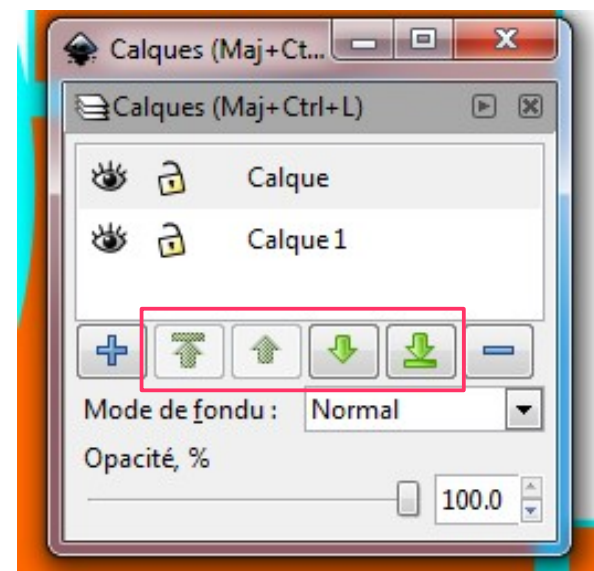 Calques (Maj+Ct...
Calques (Maj+Ctrl+L)
Calque
Calque 1
Mode de fondu : Normal
Opacité, %
100.0